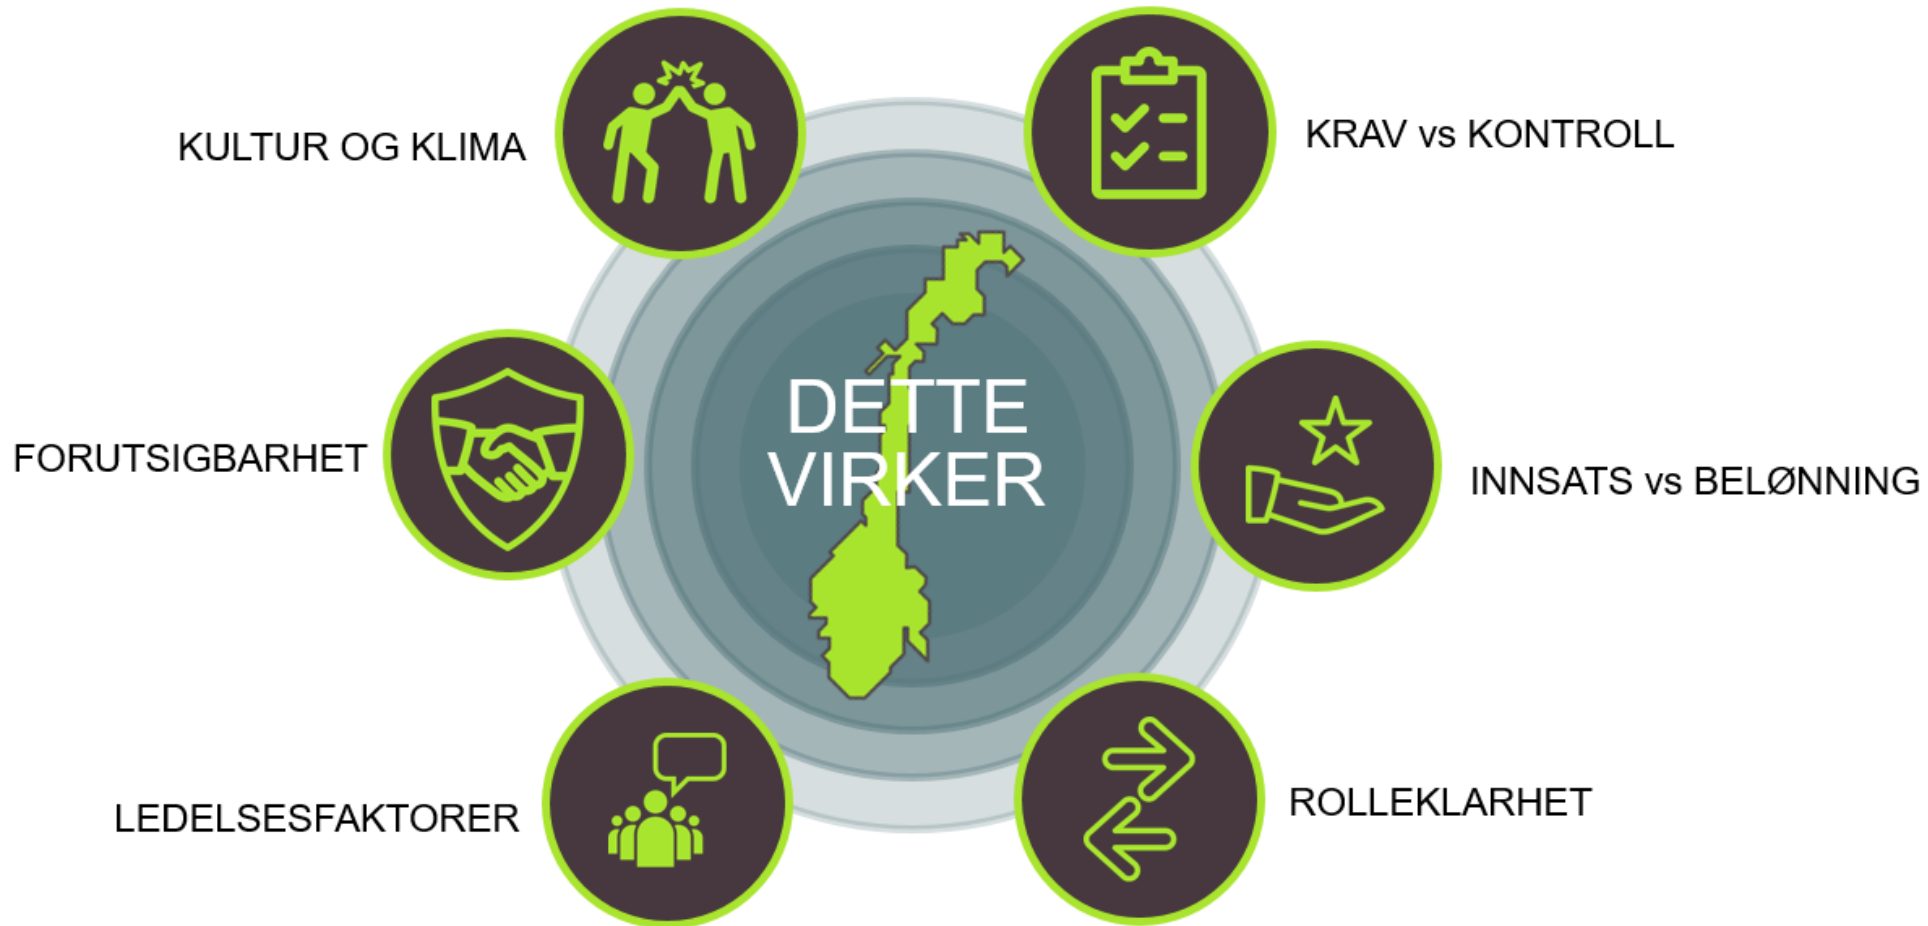 KULTUR OG KLIMA
KRAV vs KONTROLL
FORUTSIGBARHET
DETTE
VIRKER
INNSATS vs BELØNNING
LEDELSESFAKTORER
ROLLEKLARHET